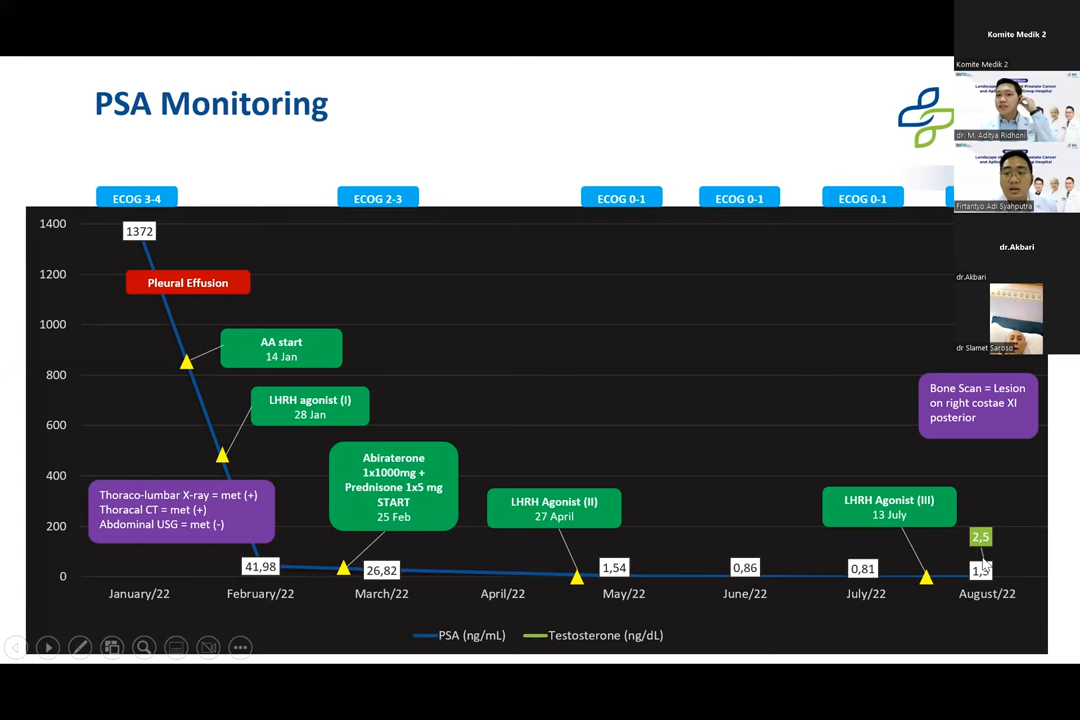 PSA Monitoring
ECOG 3-4
ECOG 2-3
ECOG 0-1
ECOG 0-1
ECOG 0-1
1400
1200
1000
800
600
400
200
0
1372
Pleural Effusion
AA start
14 Jan
LHRH agonist (I)
28 Jan
Thoraco-lumbar X-ray = met (+)
Thoracal CT = met (+)
Abdominal USG = met (-)
Abiraterone
1x1000mg +
Prednisone 1x5 mg
START
25 Feb
LHRH Agonist (II)
27 April
LHRH Agonist (III)
13 July
Bone Scan = Lesion
on right costae XI
posterior
41,98
26,82
1,54
0,86
0,81
2,5
January/22
February/22
March/22
April/22
May/22
June/22
July/22
August/22
PSA (ng/mL)
Testosterone (ng/dL)
Komite Medik 2
Komite Medik 2
dr. M. Aditya Ridhoni
Firtantyo Adi Syahputra
dr.Akbari
dr.Akbari
dr Slamet Saroso